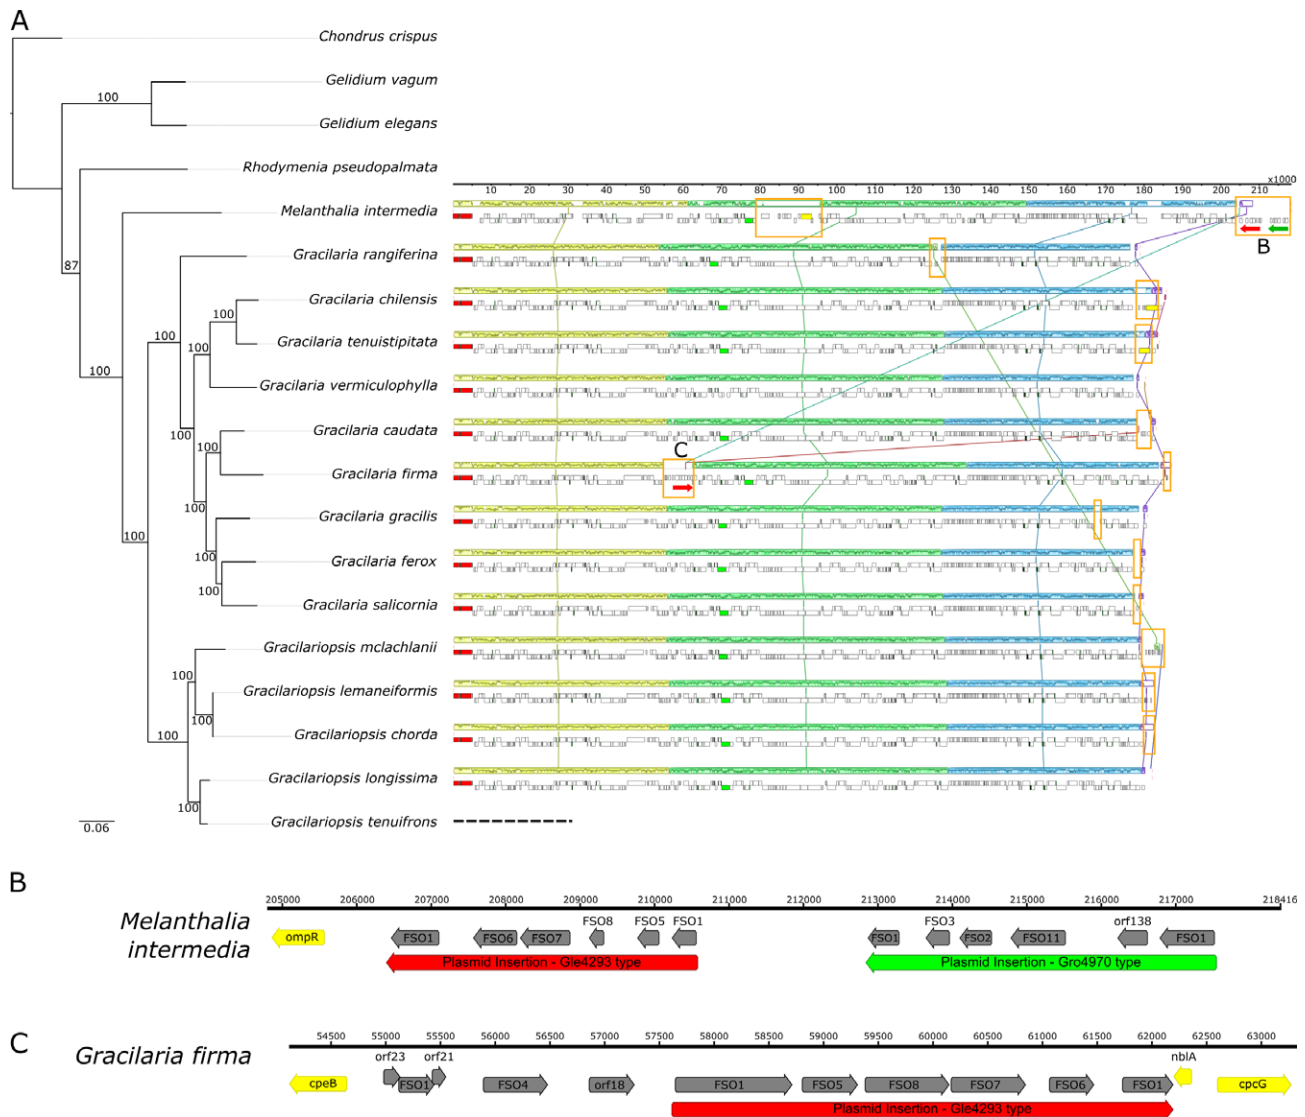 A
Chondrus crispus
Gelidium vagum
100
Gelidium elegans
Rhodymenia pseudopalmata
10 20 30 40 50 60 70 80 90 100 110 120 130 140 150 160 170 180 190 200 210 x1000
Melanthalia intermedia
B
Gracilaria rangiferina
87
Gracilaria chilensis
100
100
Gracilaria tenuistipitata
100
100
Gracilaria vermiculophylla
Gracilaria caudata
100
100
C
Gracilaria firma
100
Gracilaria gracilis
100
100
Gracilaria ferox
100
Gracilaria salicornia
Gracilariopsis mclachlanii
100
Gracilariopsis lemaneiformis
100
Gracilariopsis chorda
100
Gracilariopsis longissima
100
0.06
Gracilariopsis tenuifrons
B
Melanthalia intermedia
205000 206000 207000 208000 209000 210000 211000 212000 213000 214000 215000 216000 217000 218416
FSO8 FSO5 FSO1 FSO3 orf138
ompR FSO1 FSO6 FSO7 FSO1 FSO2 FSO11 FSO1
Plasmid Insertion - Gle4293 type Plasmid Insertion - Gro4970 type
C
Gracilaria firma
54500 55000 55500 56000 56500 57000 57500 58000 58500 59000 59500 60000 60500 61000 61500 62000 62500 63000
orf23 orf21 nblA
cpeB FSO1 FSO4 orf18 FSO1 FSO5 FSO8 FSO7 FSO6 FSO1 cpcG
Plasmid Insertion - Gle4293 type